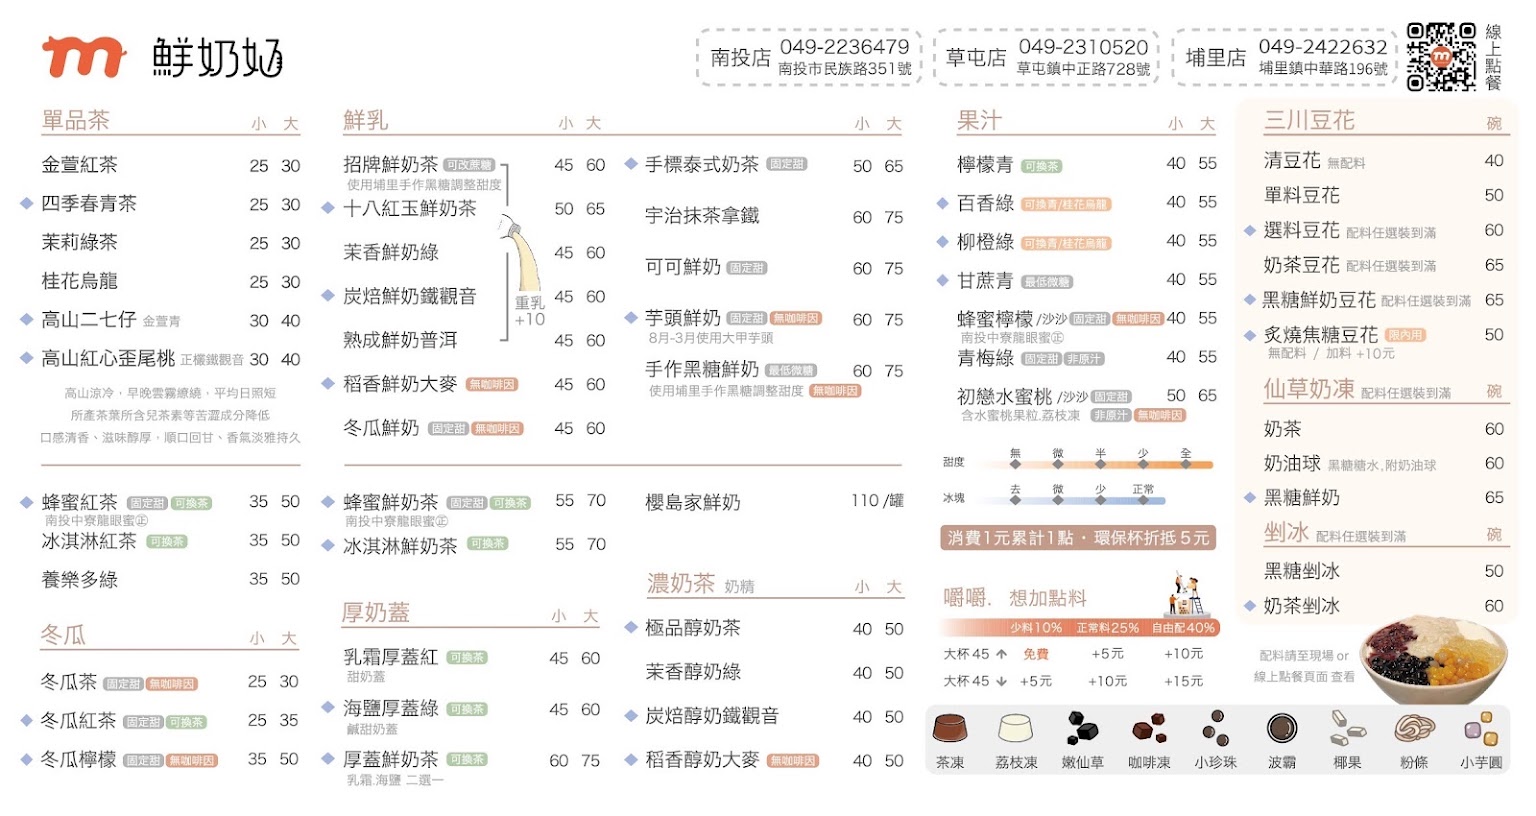 m 鮮奶奶
南投店 049-2236479
南投市民族路351號
草屯店 049-2310520
草屯鎮中正路728號
埔里店 049-2422632
埔里鎮中華路196號
線上點餐
單品茶 小 大
金萱紅茶 25 30
四季春青茶 25 30
茉莉綠茶 25 30
桂花烏龍 25 30
高山二七仔 金萱青 30 40
高山紅心歪尾桃 正欉鐵觀音 30 40
高山涼冷，早晚雲霧繚繞，平均日照短
所產茶葉所含兒茶素等苦澀成分降低
口感清香、滋味醇厚，順口回甘、香氣淡雅持久
蜂蜜紅茶 固定甜 可換茶 35 50
南投中寮龍眼蜜㊣
冰淇淋紅茶 可換茶 35 50
養樂多綠 35 50
冬瓜 小 大
冬瓜茶 固定甜 無咖啡因 25 30
冬瓜紅茶 固定甜 可換茶 25 35
冬瓜檸檬 固定甜 無咖啡因 35 50
鮮乳 小 大
招牌鮮奶茶 可改蔗糖 45 60
使用埔里手作黑糖調整甜度
十八紅玉鮮奶茶 50 65
茉香鮮奶綠 45 60
炭焙鮮奶鐵觀音 45 60
熟成鮮奶普洱 45 60
重乳
+10
稻香鮮奶大麥 無咖啡因 45 60
冬瓜鮮奶 固定甜 無咖啡因 45 60
蜂蜜鮮奶茶 固定甜 可換茶 55 70
南投中寮龍眼蜜㊣
冰淇淋鮮奶茶 可換茶 55 70
厚奶蓋 小 大
乳霜厚蓋紅 可換茶 45 60
甜奶蓋
海鹽厚蓋綠 可換茶 45 60
鹹甜奶蓋
厚蓋鮮奶茶 可換茶 60 75
乳霜.海鹽 二選一
小 大
手標泰式奶茶 固定甜 50 65
宇治抹茶拿鐵 60 75
可可鮮奶 固定甜 60 75
芋頭鮮奶 固定甜 無咖啡因 60 75
8月-3月使用大甲芋頭
手作黑糖鮮奶 最低微糖 60 75
使用埔里手作黑糖調整甜度 無咖啡因
櫻島家鮮奶 110/罐
濃奶茶 奶精 小 大
極品醇奶茶 40 50
茉香醇奶綠 40 50
炭焙醇奶鐵觀音 40 50
稻香醇奶大麥 無咖啡因 40 50
果汁 小 大
檸檬青 可換茶 40 55
百香綠 可換青/桂花烏龍 40 55
柳橙綠 可換青/桂花烏龍 40 55
甘蔗青 最低微糖 40 55
蜂蜜檸檬/沙沙 固定甜 無咖啡因 40 55
南投中寮龍眼蜜㊣
青梅綠 固定甜 非原汁 40 55
初戀水蜜桃/沙沙 固定甜 50 65
含水蜜桃果粒.荔枝凍 非原汁 無咖啡因
甜度 無 微 半 少 全
冰塊 去 微 少 正常
消費1元累計1點・環保杯折抵5元
嚼嚼. 想加點料
少料10% 正常料25% 自由配40%
大杯45↑ 免費 +5元 +10元
大杯45↓ +5元 +10元 +15元
茶凍 荔枝凍 嫩仙草 咖啡凍 小珍珠 波霸 椰果 粉條 小芋圓
三川豆花 碗
清豆花 無配料 40
單料豆花 50
選料豆花 配料任選裝到滿 60
奶茶豆花 配料任選裝到滿 65
黑糖鮮奶豆花 配料任選裝到滿 65
炙燒焦糖豆花 限內用 50
無配料 / 加料+10元
仙草奶凍 配料任選裝到滿 碗
奶茶 60
奶油球 黑糖糖水,附奶油球 60
黑糖鮮奶 65
剉冰 配料任選裝到滿 碗
黑糖剉冰 50
奶茶剉冰 60
配料請至現場 or
線上點餐頁面 查看